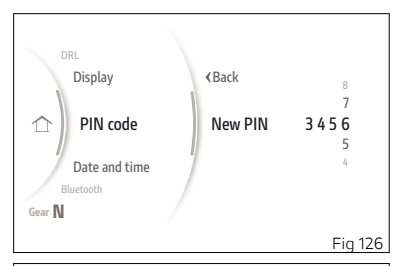 DRL
Display
‹Back
8
7
PIN code
New PIN
3 4 5 6
5
Date and time
4
Bluetooth
Gear N
Fig 126